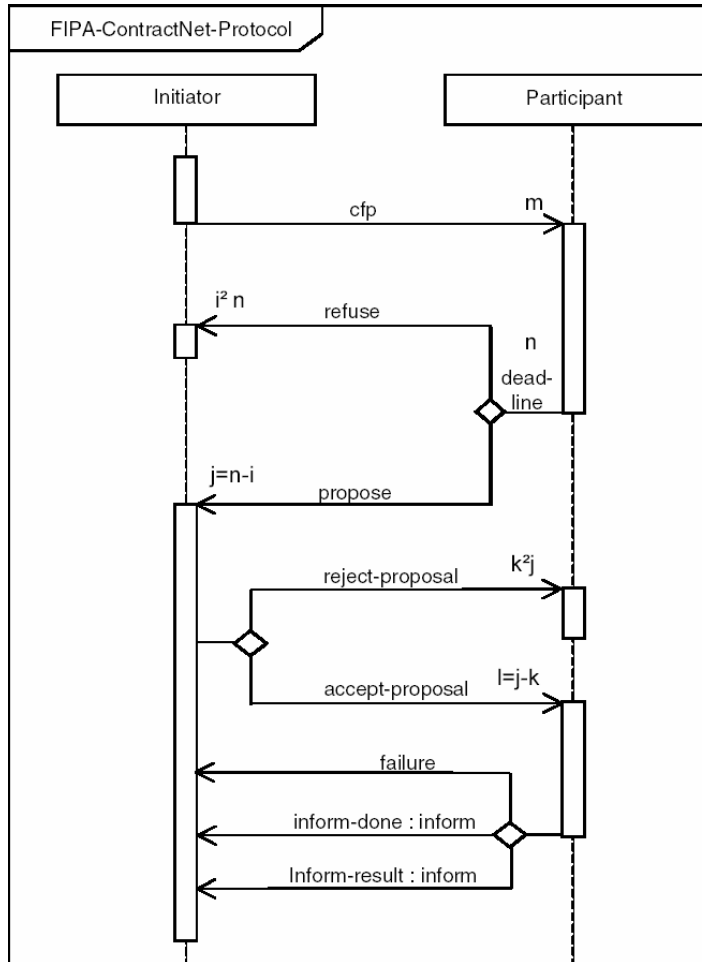 FIPA-ContractNet-Protocol
Initiator
Participant
cfp
m
i² n
refuse
n
dead-
line
j=n-i
propose
reject-proposal
k²j
accept-proposal
l=j-k
failure
inform-done : inform
Inform-result : inform